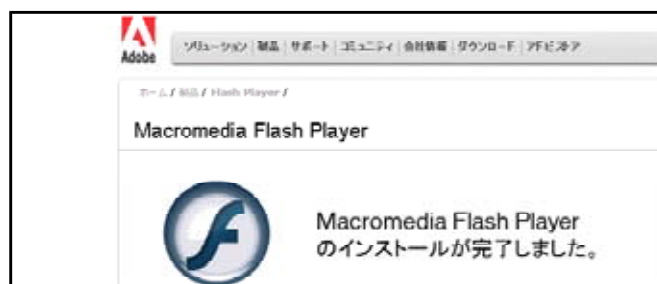 Adobe
ソリューション | 製品 | サポート | コミュニティ | 会社情報 | ダウンロード | アドビストア
ホーム / 製品 / Flash Player /
Macromedia Flash Player
Macromedia Flash Player
のインストールが完了しました。